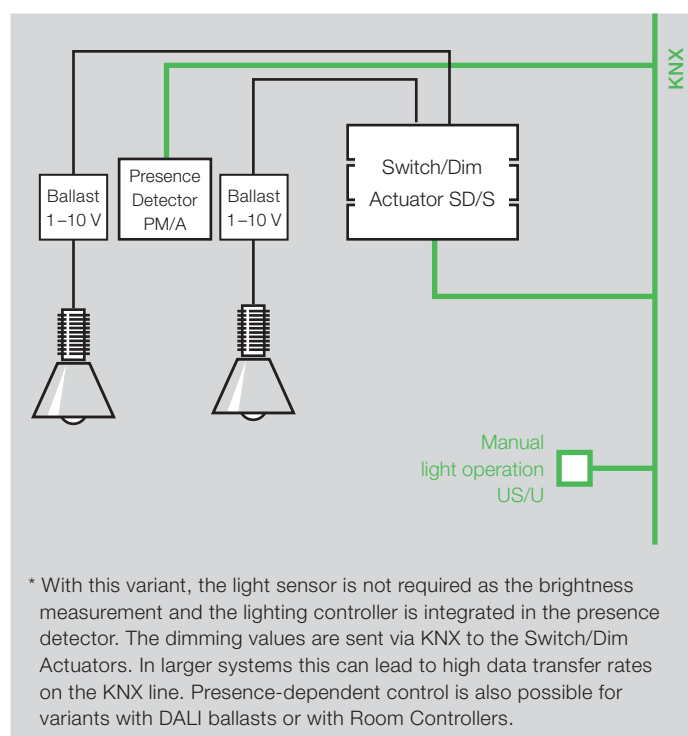 KNX
Switch/Dim
Actuator SD/S
Ballast
1–10 V
Presence
Detector
PM/A
Ballast
1–10 V
Manual
light operation
US/U
* With this variant, the light sensor is not required as the brightness
measurement and the lighting controller is integrated in the presence
detector. The dimming values are sent via KNX to the Switch/Dim
Actuators. In larger systems this can lead to high data transfer rates
on the KNX line. Presence-dependent control is also possible for
variants with DALI ballasts or with Room Controllers.